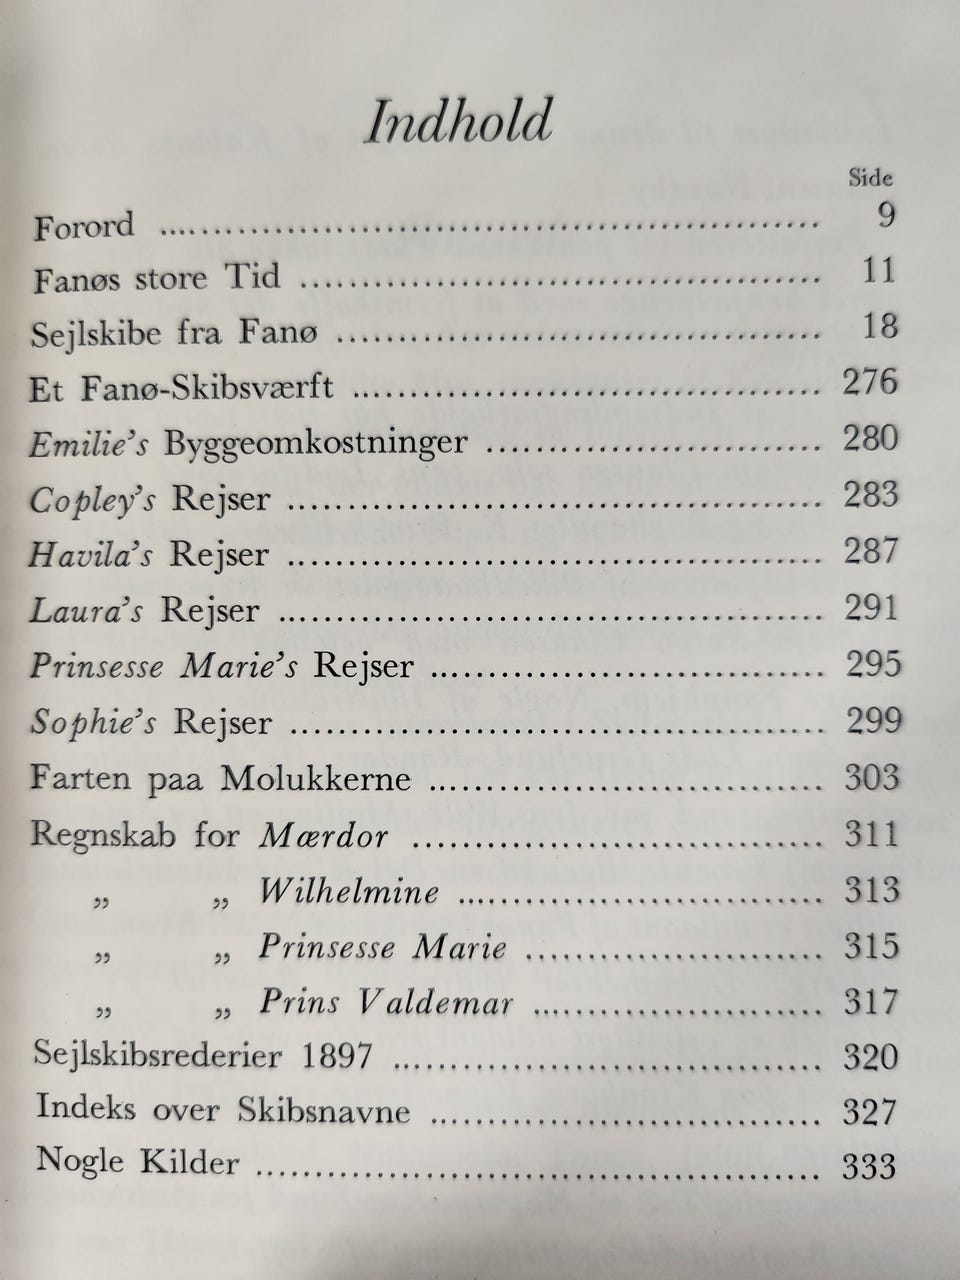 Indhold
Side
Forord ........................................ 9
Fanøs store Tid ........................................ 11
Sejlskibe fra Fanø ........................................ 18
Et Fanø-Skibsværft ........................................ 276
Emilie’s Byggeomkostninger ........................................ 280
Copley’s Rejser ........................................ 283
Havila’s Rejser ........................................ 287
Laura’s Rejser ........................................ 291
Prinsesse Marie’s Rejser ........................................ 295
Sophie’s Rejser ........................................ 299
Farten paa Molukkerne ........................................ 303
Regnskab for Mærdor ........................................ 311
„ „ Wilhelmine ........................................ 313
„ „ Prinsesse Marie ........................................ 315
„ „ Prins Valdemar ........................................ 317
Sejlskibsrederier 1897 ........................................ 320
Indeks over Skibsnavne ........................................ 327
Nogle Kilder ........................................ 333